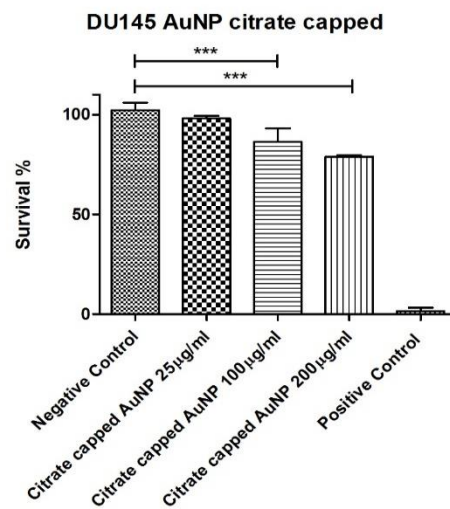 DU145 AuNP citrate capped
***
***
Survival %
100
50
0
Negative Control
Citrate capped AuNP 25µg/ml
Citrate capped AuNP 100µg/ml
Citrate capped AuNP 200µg/ml
Positive Control